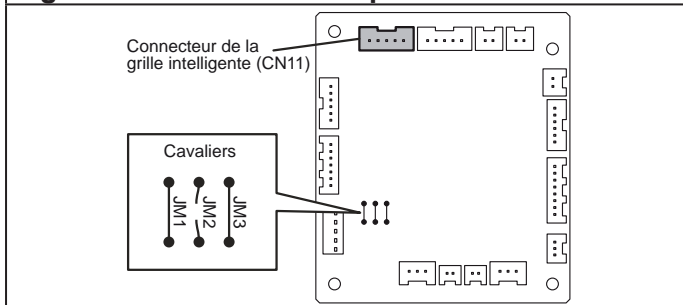 Connecteur de la
grille intelligente (CN11)
Cavaliers
JM1
JM2
JM3